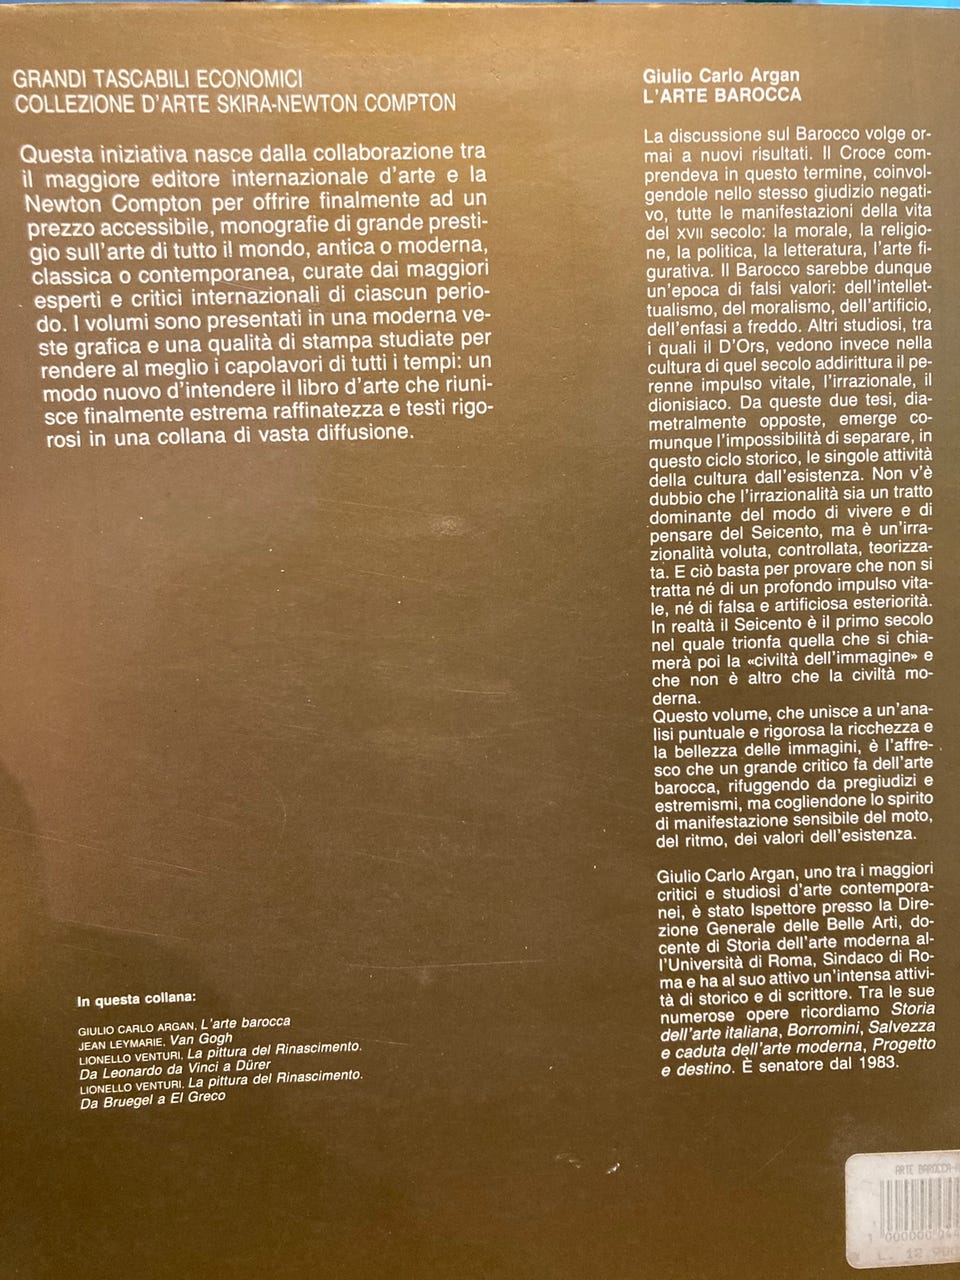 GRANDI TASCABILI ECONOMICI
COLLEZIONE D'ARTE SKIRA-NEWTON COMPTON
Questa iniziativa nasce dalla collaborazione tra
il maggiore editore internazionale d'arte e la
Newton Compton per offrire finalmente ad un
prezzo accessibile, monografie di grande presti-
gio sull'arte di tutto il mondo, antica o moderna,
classica o contemporanea, curate dai maggiori
esperti e critici internazionali di ciascun perio-
do. I volumi sono presentati in una moderna ve-
ste grafica e una qualità di stampa studiate per
rendere al meglio i capolavori di tutti i tempi: un
modo nuovo d'intendere il libro d'arte che riuni-
sce finalmente estrema raffinatezza e testi rigo-
rosi in una collana di vasta diffusione.
In questa collana:
GIULIO CARLO ARGAN, L'arte barocca
JEAN LEYMARIE, Van Gogh
LIONELLO VENTURI, La pittura del Rinascimento.
Da Leonardo da Vinci a Dürer
LIONELLO VENTURI, La pittura del Rinascimento.
Da Bruegel a El Greco
Giulio Carlo Argan
L'ARTE BAROCCA
La discussione sul Barocco volge or-
mai a nuovi risultati. Il Croce com-
prendeva in questo termine, coinvol-
gendole nello stesso giudizio negati-
vo, tutte le manifestazioni della vita
del XVII secolo: la morale, la religio-
ne, la politica, la letteratura, l'arte fi-
gurativa. Il Barocco sarebbe dunque
un'epoca di falsi valori: dell'intellet-
tualismo, del moralismo, dell'artificio,
dell'enfasi a freddo. Altri studiosi, tra
i quali il D'Ors, vedono invece nella
cultura di quel secolo addirittura il pe-
renne impulso vitale, l'irrazionale, il
dionisiaco. Da queste due tesi, dia-
metralmente opposte, emerge co-
munque l'impossibilità di separare, in
questo ciclo storico, le singole attività
della cultura dall'esistenza. Non v'è
dubbio che l'irrazionalità sia un tratto
dominante del modo di vivere e di
pensare del Seicento, ma è un'irra-
zionalità voluta, controllata, teorizza-
ta. E ciò basta per provare che non si
tratta né di un profondo impulso vita-
le, né di falsa e artificiosa esteriorità.
In realtà il Seicento è il primo secolo
nel quale trionfa quella che si chia-
merà poi la «civiltà dell'immagine» e
che non è altro che la civiltà mo-
derna.
Questo volume, che unisce a un'ana-
lisi puntuale e rigorosa la ricchezza e
la bellezza delle immagini, è l'affre-
sco che un grande critico fa dell'arte
barocca, rifuggendo da pregiudizi e
estremismi, ma cogliendone lo spirito
di manifestazione sensibile del moto,
del ritmo, dei valori dell'esistenza.
Giulio Carlo Argan, uno tra i maggiori
critici e studiosi d'arte contempora-
nei, è stato Ispettore presso la Dire-
zione Generale delle Belle Arti, do-
cente di Storia dell'arte moderna al-
l'Università di Roma, Sindaco di Ro-
ma e ha al suo attivo un'intensa attivi-
tà di storico e di scrittore. Tra le sue
numerose opere ricordiamo Storia
dell'arte italiana, Borromini, Salvezza
e caduta dell'arte moderna, Progetto
e destino. È senatore dal 1983.
ARTE BAROCCA-A
1 000000 044
L. 12.900